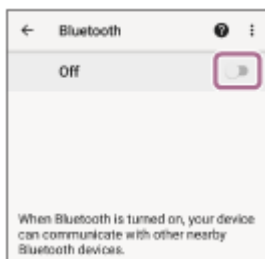 Bluetooth
Off
When Bluetooth is turned on, your device
can communicate with other nearby
Bluetooth devices.